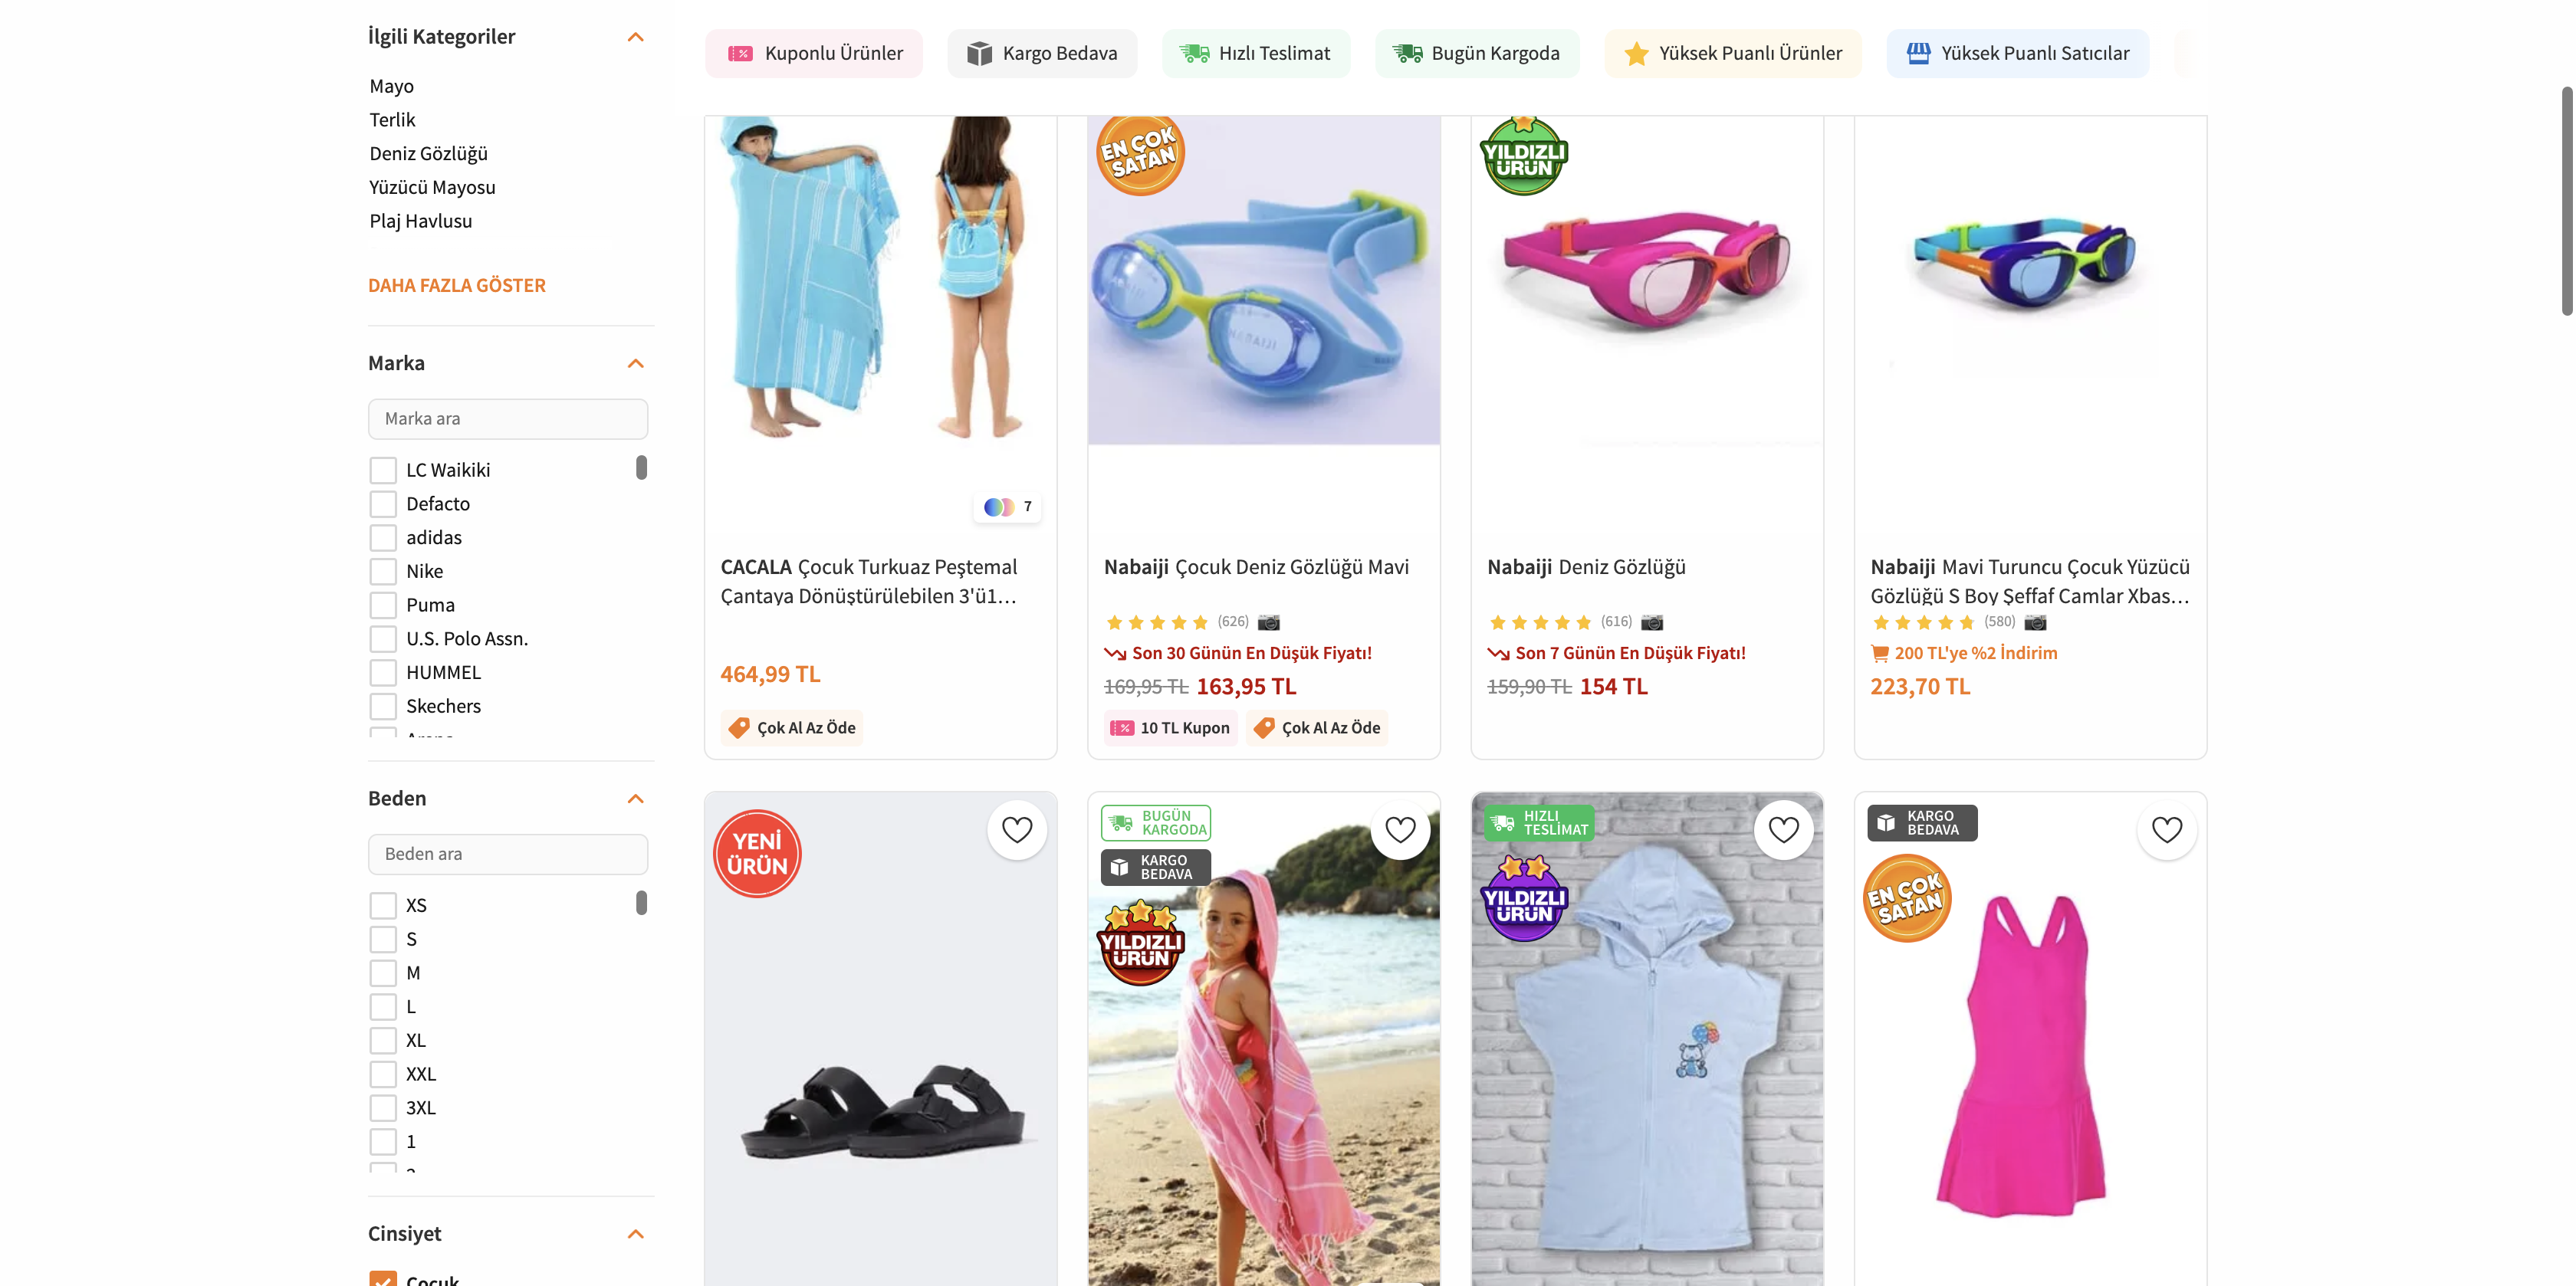 İlgili Kategoriler
Mayo
Terlik
Deniz Gözlüğü
Yüzücü Mayosu
Plaj Havlusu
DAHA FAZLA GÖSTER
Marka
Marka ara
LC Waikiki
Defacto
adidas
Nike
Puma
U.S. Polo Assn.
HUMMEL
Skechers
Beden
Beden ara
XS
S
M
L
XL
XXL
3XL
1
Cinsiyet
Çocuk
Kuponlu Ürünler
Kargo Bedava
Hızlı Teslimat
Bugün Kargoda
Yüksek Puanlı Ürünler
Yüksek Puanlı Satıcılar
7
CACALA Çocuk Turkuaz Peştemal
Çantaya Dönüştürülebilen 3'ü1...
464,99 TL
Çok Al Az Öde
EN ÇOK
SATAN
Nabaiji Çocuk Deniz Gözlüğü Mavi
(626)
Son 30 Günün En Düşük Fiyatı!
169,95 TL 163,95 TL
10 TL Kupon
Çok Al Az Öde
YILDIZLI
ÜRÜN
Nabaiji Deniz Gözlüğü
(616)
Son 7 Günün En Düşük Fiyatı!
159,90 TL 154 TL
Nabaiji Mavi Turuncu Çocuk Yüzücü
Gözlüğü S Boy Şeffaf Camlar Xbas...
(580)
200 TL'ye %2 İndirim
223,70 TL
YENİ
ÜRÜN
BUGÜN
KARGODA
KARGO
BEDAVA
YILDIZLI
ÜRÜN
HIZLI
TESLİMAT
YILDIZLI
ÜRÜN
KARGO
BEDAVA
EN ÇOK
SATAN